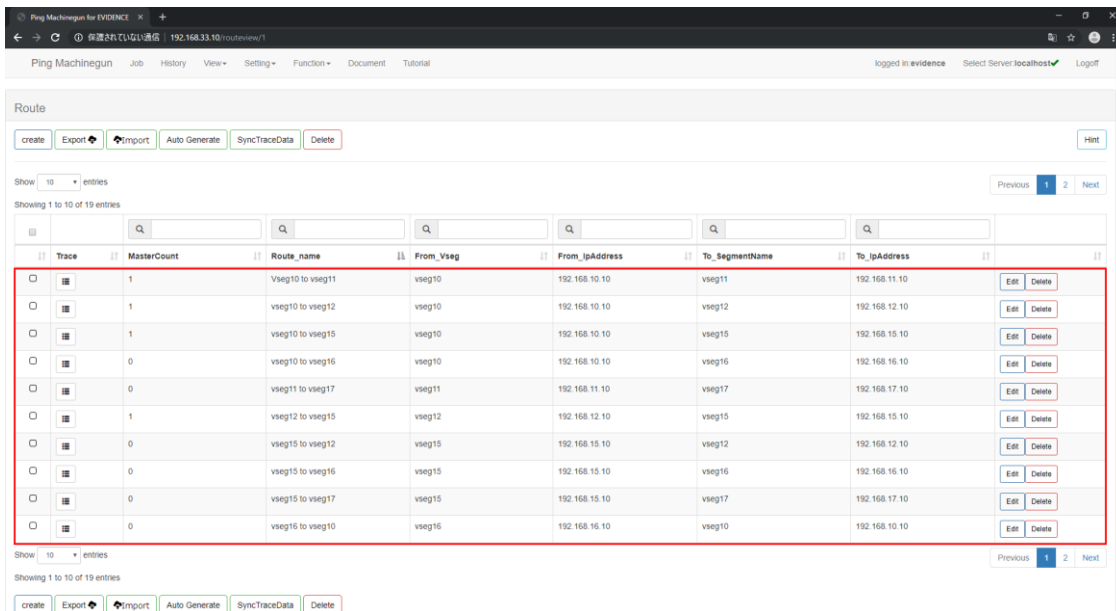 Ping Machinegun for EVIDENCE
保護されていない通信 | 192.168.33.10/routeview/1
Ping Machinegun Job History View Setting Function Document Tutorial logged in:evidence Select Server:localhost Logoff
Route
create Export Import Auto Generate SyncTraceData Delete Hint
Show 10 entries Previous 1 2 Next
Showing 1 to 10 of 19 entries
Trace MasterCount Route_name From_Vseg From_IpAddress To_SegmentName To_IpAddress
1 Vseg10 to vseg11 vseg10 192.168.10.10 vseg11 192.168.11.10 Edit Delete
1 vseg10 to vseg12 vseg10 192.168.10.10 vseg12 192.168.12.10 Edit Delete
1 vseg10 to vseg15 vseg10 192.168.10.10 vseg15 192.168.15.10 Edit Delete
0 vseg10 to vseg16 vseg10 192.168.10.10 vseg16 192.168.16.10 Edit Delete
0 vseg11 to vseg17 vseg11 192.168.11.10 vseg17 192.168.17.10 Edit Delete
1 vseg12 to vseg15 vseg12 192.168.12.10 vseg15 192.168.15.10 Edit Delete
0 vseg15 to vseg12 vseg15 192.168.15.10 vseg12 192.168.12.10 Edit Delete
0 vseg15 to vseg16 vseg15 192.168.15.10 vseg16 192.168.16.10 Edit Delete
0 vseg15 to vseg17 vseg15 192.168.15.10 vseg17 192.168.17.10 Edit Delete
0 vseg16 to vseg10 vseg16 192.168.16.10 vseg10 192.168.10.10 Edit Delete
Show 10 entries Previous 1 2 Next
Showing 1 to 10 of 19 entries
create Export Import Auto Generate SyncTraceData Delete